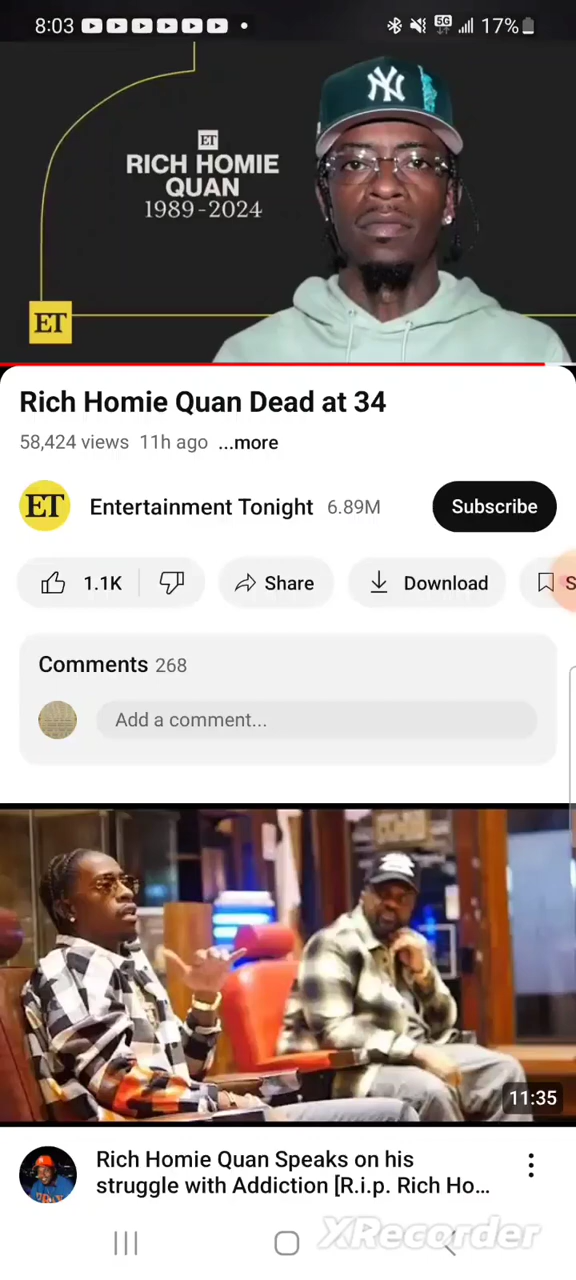 8:03
5G
17%
ET
RICH HOMIE
QUAN
1989-2024
ET
Rich Homie Quan Dead at 34
58,424 views 11h ago ...more
ET
Entertainment Tonight 6.89M
Subscribe
1.1K
Share
Download
S
Comments 268
Add a comment...
11:35
Rich Homie Quan Speaks on his
struggle with Addiction [R.i.p. Rich Ho...
XRecorder